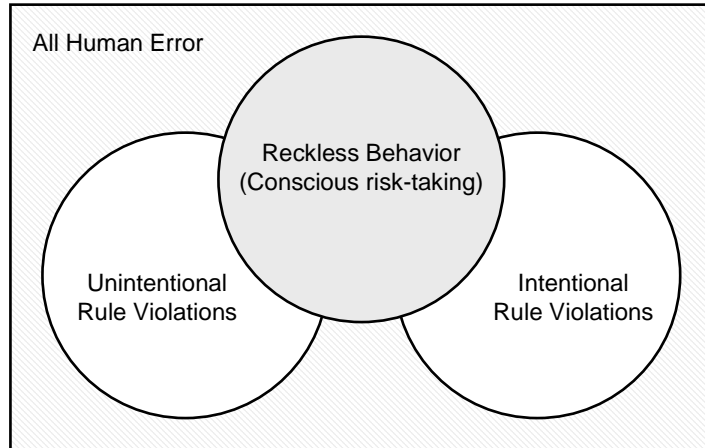 All Human Error
Reckless Behavior
(Conscious risk-taking)
Unintentional
Rule Violations
Intentional
Rule Violations